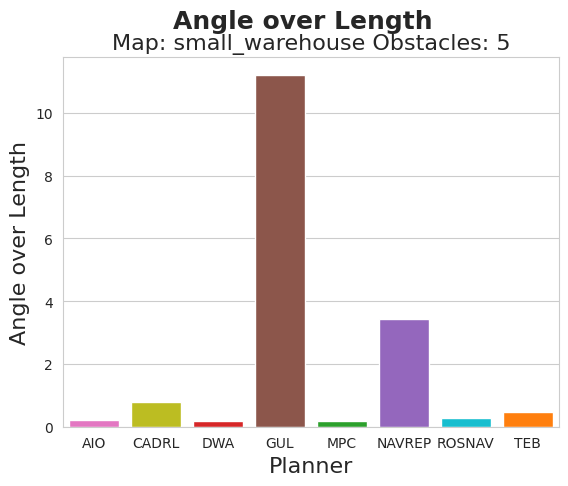 Angle over Length
Map: small_warehouse Obstacles: 5
Angle over Length
10
8
6
4
2
0
AIO CADRL DWA GUL MPC NAVREP ROSNAV TEB
Planner